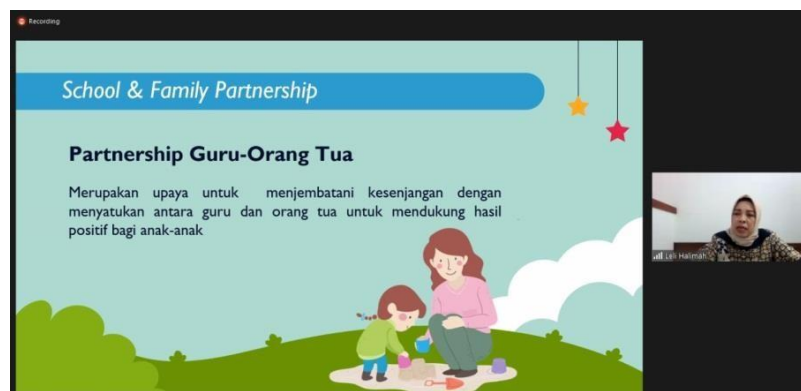 Recording
School & Family Partnership
Partnership Guru-Orang Tua
Merupakan upaya untuk menjembatani kesenjangan dengan
menyatukan antara guru dan orang tua untuk mendukung hasil
positif bagi anak-anak
Leli Halimah